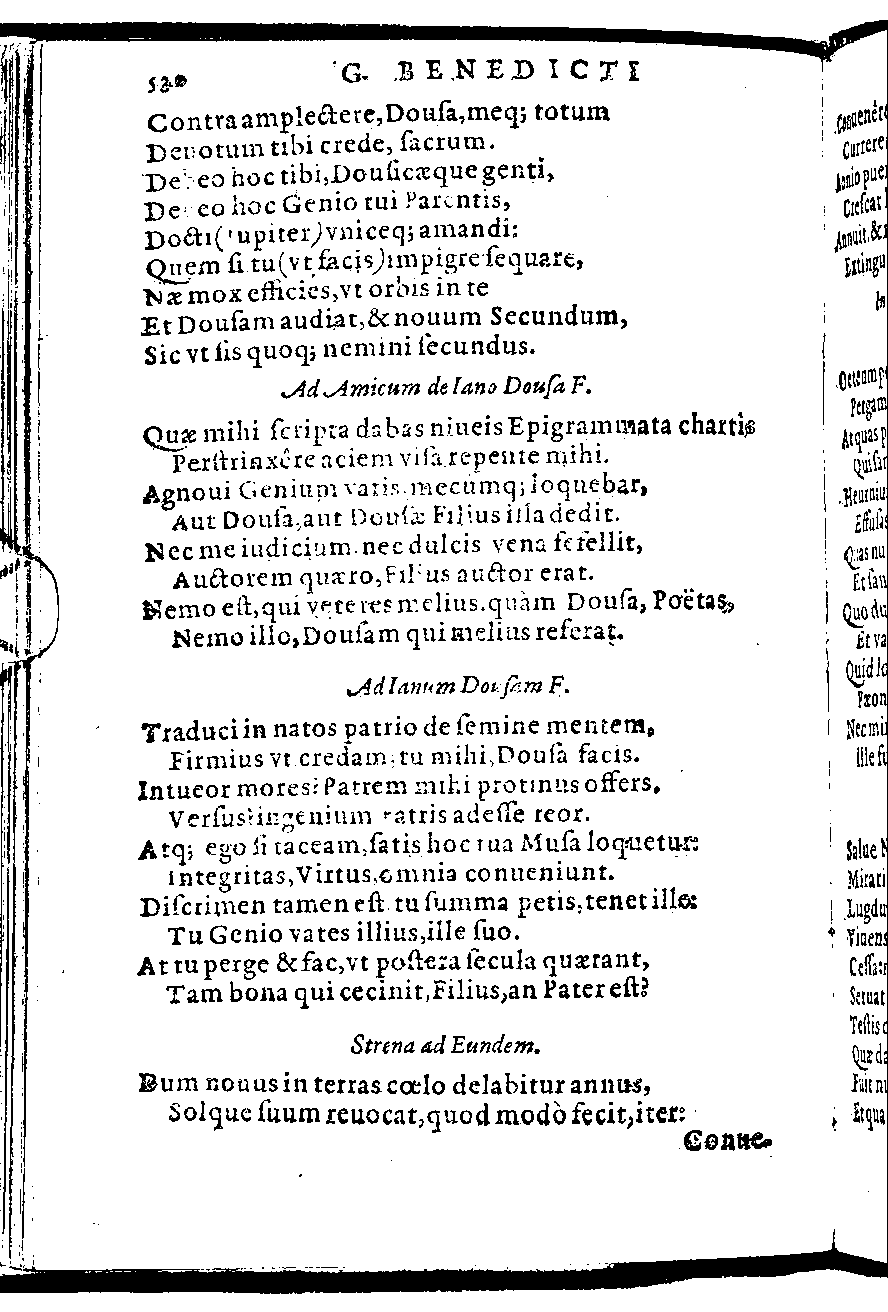 G. BENEDICTI
Contra amplectere, Dousa, meq; totum
Deuotum tibi crede, sacrum.
Debeo hoc tibi, Dousicæque genti,
Debeo hoc Genio tui Parentis,
Docti (Iupiter) vniceq; amandi:
Quem si tu (vt facis) impigre sequare,
Næ mox efficies, vt orbis in te
Et Dousam audiat, & nouum Secundum,
Sic vt sis quoq; nemini secundus.
Ad Amicum de Iano Dousa F.
Quæ mihi scripta dabas niueis Epigrammata chartis
Perstrinxêre aciem visa repente mihi.
Agnoui Genium vatis, mecumq; loquebar,
Aut Dousa, aut Dousæ Filius illa dedit.
Nec me iudicium, nec dulcis vena fefellit,
Auctorem quæro, Filius auctor erat.
Nemo est, qui veteres melius, quàm Dousa, Poëtas,
Nemo illo, Dousam qui melius referat.
Ad Ianum Dousam F.
Traduci in natos patrio de semine mentem,
Firmius vt credam, tu mihi, Dousa facis.
Intueor mores? Patrem mihi protinus offers,
Versus? ingenium patris adesse reor.
Atq; ego si taceam, satis hoc tua Musa loquetur:
Integritas, Virtus, omnia conueniunt.
Discrimen tamen est. tu summa petis, tenet ille:
Tu Genio vates illius, ille suo.
At tu perge & fac, vt postera secula quærant,
Tam bona qui cecinit, Filius, an Pater est?
Strena ad Eundem.
Dum nouus in terras cœlo delabitur annus,
Solque suum reuocat, quod modò fecit, iter:
Conue-